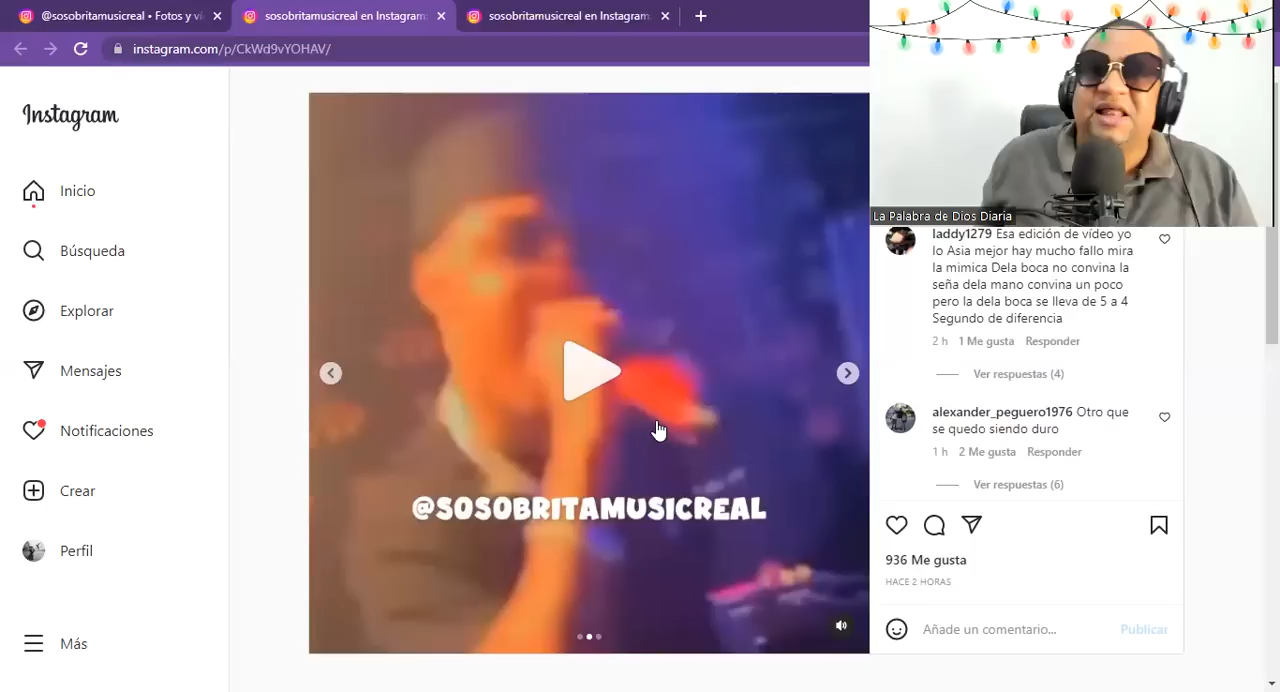 @sosobritamusicreal • Fotos y vi
sosobritamusicreal en Instagram:
sosobritamusicreal en Instagram:
instagram.com/p/CkWd9vYOHAV/
Instagram
Inicio
Búsqueda
Explorar
Mensajes
Notificaciones
Crear
Perfil
Más
@SOSOBRITAMUSICREAL
La Palabra de Dios Diaria
laddy1279 Esa edición de vídeo yo
lo Asia mejor hay mucho fallo mira
la mimica Dela boca no convina la
seña dela mano convina un poco
pero la dela boca se lleva de 5 a 4
Segundo de diferencia
2 h 1 Me gusta Responder
Ver respuestas (4)
alexander_peguero1976 Otro que
se quedo siendo duro
1 h 2 Me gusta Responder
Ver respuestas (6)
936 Me gusta
HACE 2 HORAS
Añade un comentario...
Publicar